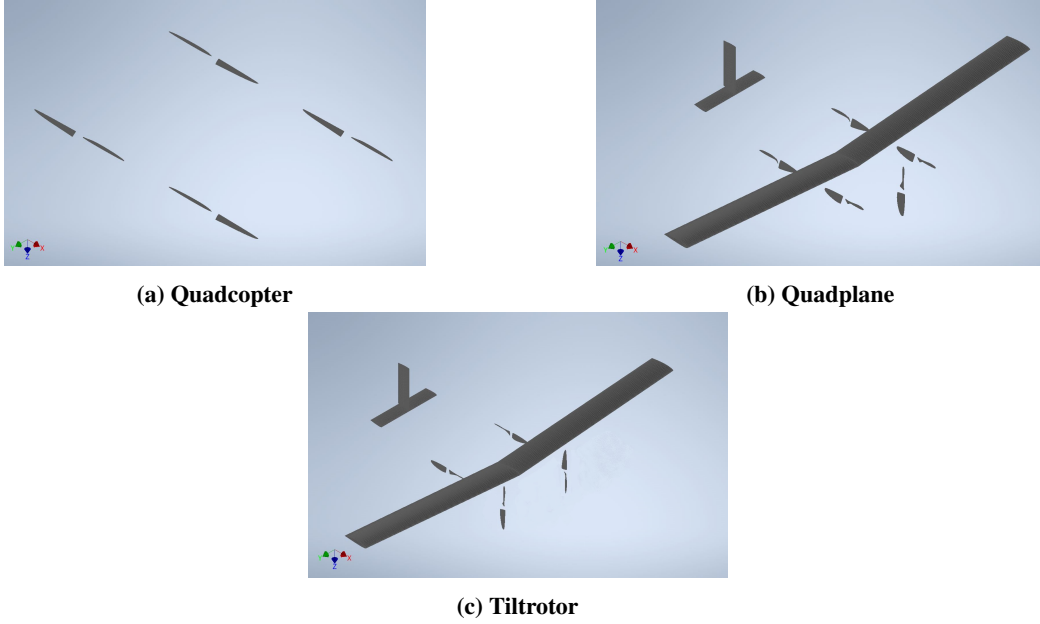 Y X
Z
Y X
Z
(a) Quadcopter
(b) Quadplane
Y X
Z
(c) Tiltrotor